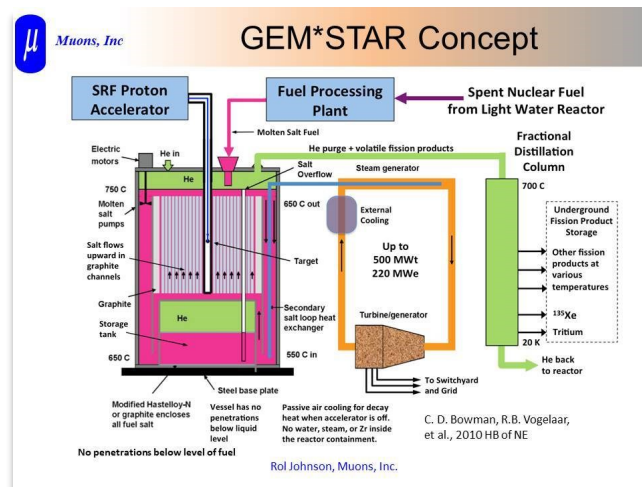 μ Muons, Inc
GEM*STAR Concept
SRF Proton
Accelerator
Fuel Processing
Plant
Spent Nuclear Fuel
from Light Water Reactor
Molten Salt Fuel
Electric
motors
He in
He purge + volatile fission products
Fractional
Distillation
Column
Salt
Overflow
Steam generator
He
750 C
650 C out
700 C
Molten
salt
pumps
External
Cooling
Underground
Fission Product
Storage
Salt flows
upward in
graphite
channels
Target
Up to
500 MWt
220 MWe
Other fission
products at
various
temperatures
Graphite
He
Secondary
salt loop heat
exchanger
Turbine/generator
135Xe
Storage
tank
Tritium
650 C
550 C in
20 K
Steel base plate
To Switchyard
and Grid
He back
to reactor
Modified Hastelloy-N
or graphite encloses
all fuel salt
Vessel has no
penetrations
below liquid
level
Passive air cooling for decay
heat when accelerator is off.
No water, steam, or Zr inside
the reactor containment.
C. D. Bowman, R.B. Vogelaar,
et al., 2010 HB of NE
No penetrations below level of fuel
Rol Johnson, Muons, Inc.